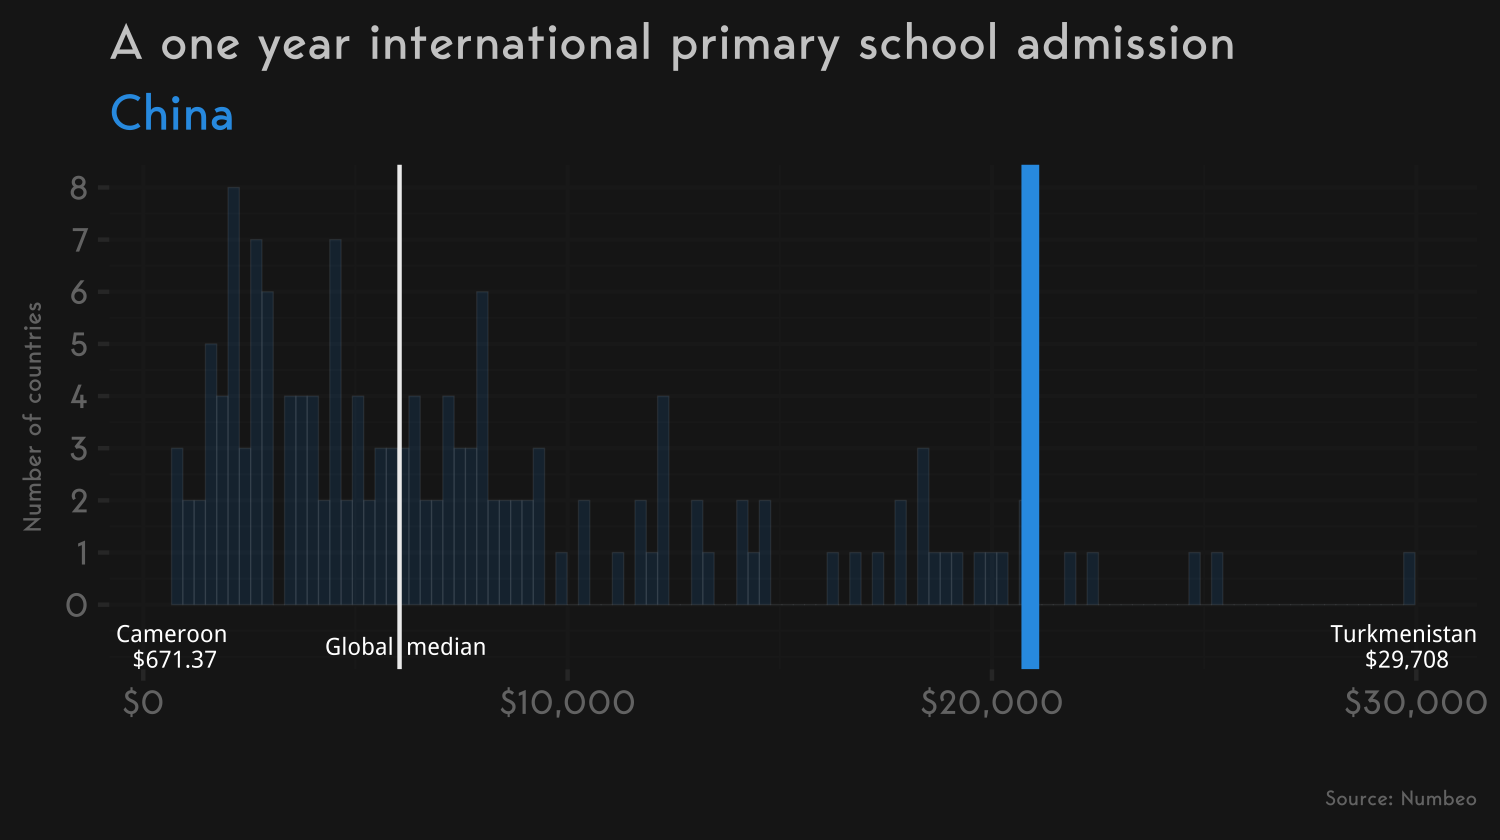 A one year international primary school admission
China
8
7
6
5
4
3
2
1
0
Number of countries
Cameroon
$671.37
Global median
Turkmenistan
$29,708
$0 $10,000 $20,000 $30,000
Source: Numbeo